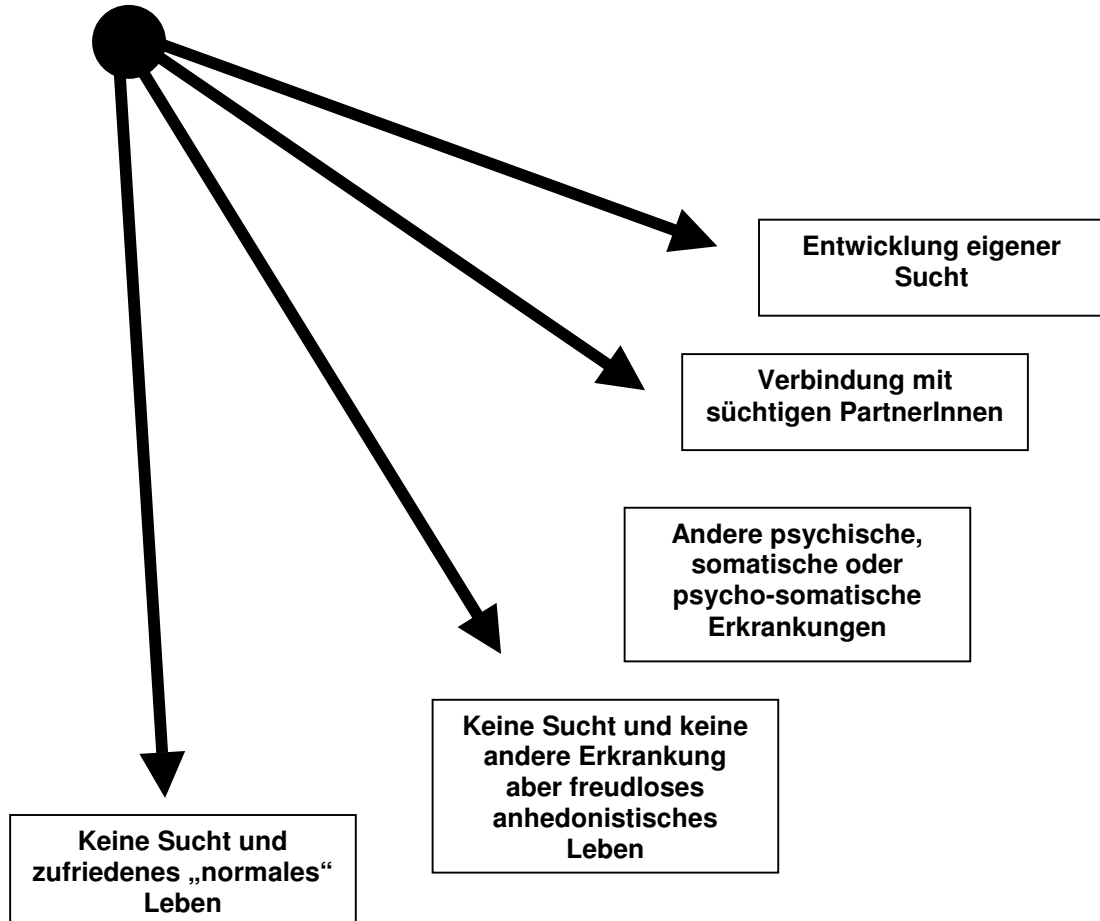 Entwicklung eigener
Sucht
Verbindung mit
süchtigen PartnerInnen
Andere psychische,
somatische oder
psycho-somatische
Erkrankungen
Keine Sucht und keine
andere Erkrankung
aber freudloses
anhedonistisches
Leben
Keine Sucht und
zufriedenes „normales“
Leben